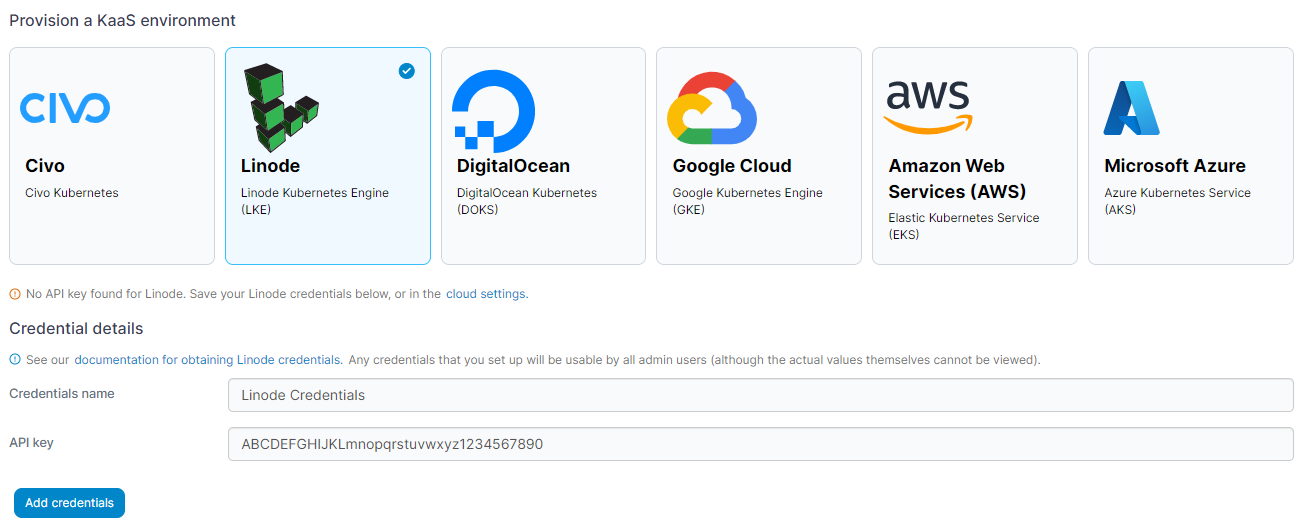 Provision a KaaS environment
CIVO
Civo
Civo Kubernetes
Linode
Linode Kubernetes Engine
(LKE)
DigitalOcean
DigitalOcean Kubernetes
(DOKS)
Google Cloud
Google Kubernetes Engine
(GKE)
aws
Amazon Web
Services (AWS)
Elastic Kubernetes Service
(EKS)
Microsoft Azure
Azure Kubernetes Service
(AKS)
No API key found for Linode. Save your Linode credentials below, or in the cloud settings.
Credential details
See our documentation for obtaining Linode credentials. Any credentials that you set up will be usable by all admin users (although the actual values themselves cannot be viewed).
Credentials name
Linode Credentials
API key
ABCDEFGHIJKLmnopqrstuvwxyz1234567890
Add credentials